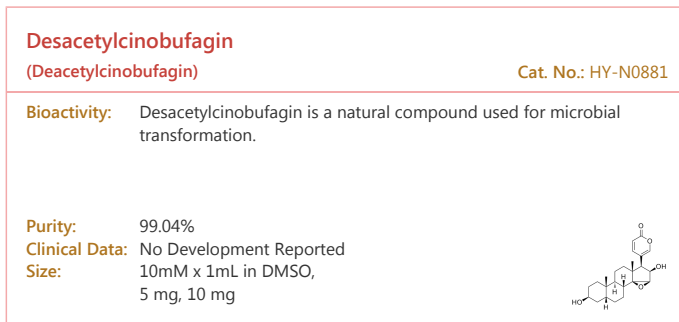 Desacetylcinobufagin
(Deacetylcinobufagin) Cat. No.: HY-N0881
Bioactivity: Desacetylcinobufagin is a natural compound used for microbial
transformation.
Purity: 99.04%
Clinical Data: No Development Reported
Size: 10mM x 1mL in DMSO,
5 mg, 10 mg
O
O
OH
H
H
O
HO
H